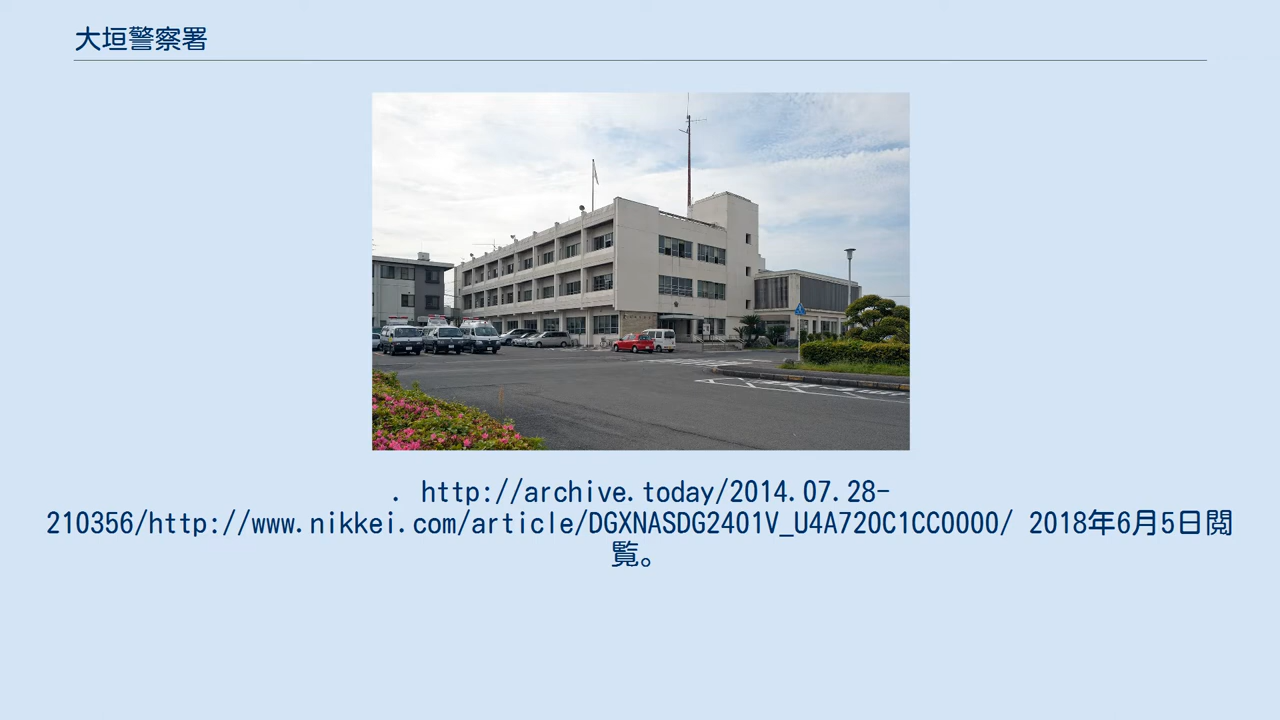 大垣警察署
. http://archive.today/2014.07.28-
210356/http://www.nikkei.com/article/DGXNASDG2401V_U4A720C1CC0000/ 2018年6月5日閲
覧。